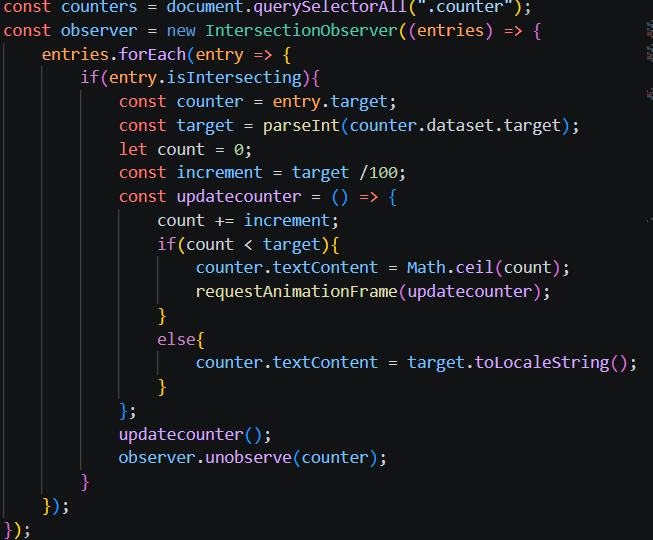 const counters = document.querySelectorAll(".counter");
const observer = new IntersectionObserver((entries) => {
    entries.forEach(entry => {
        if(entry.isIntersecting){
            const counter = entry.target;
            const target = parseInt(counter.dataset.target);
            let count = 0;
            const increment = target /100;
            const updatecounter = () => {
                count += increment;
                if(count < target){
                    counter.textContent = Math.ceil(count);
                    requestAnimationFrame(updatecounter);
                }
                else{
                    counter.textContent = target.toLocaleString();
                }
            };
            updatecounter();
            observer.unobserve(counter);
        }
    });
});